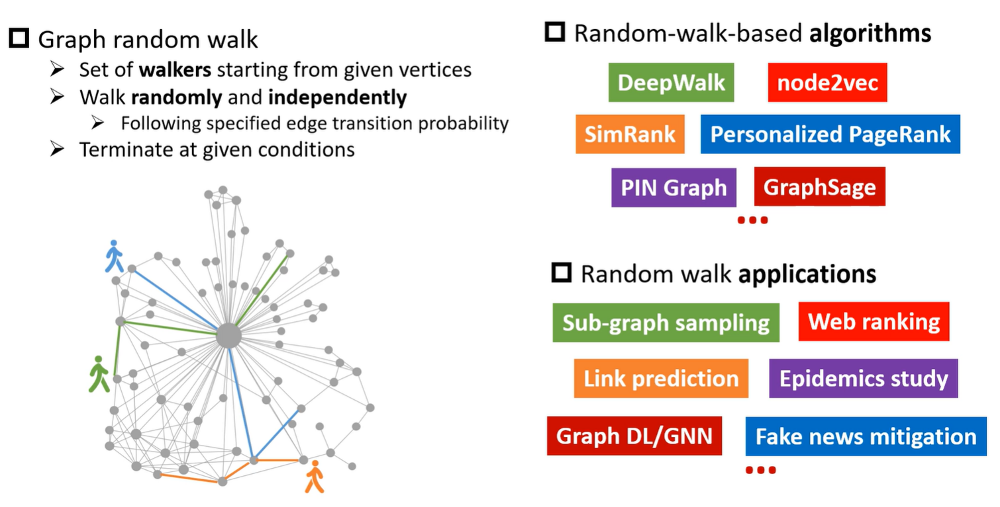 Graph random walk
Set of walkers starting from given vertices
Walk randomly and independently
Following specified edge transition probability
Terminate at given conditions
Random-walk-based algorithms
DeepWalk
node2vec
SimRank
Personalized PageRank
PIN Graph
GraphSage
...
Random walk applications
Sub-graph sampling
Web ranking
Link prediction
Epidemics study
Graph DL/GNN
Fake news mitigation
...